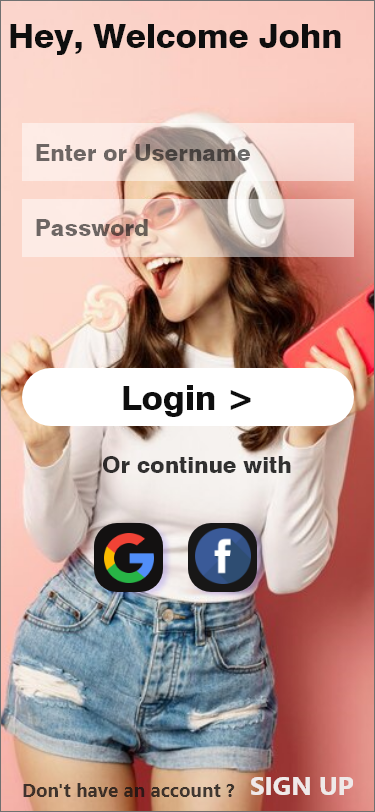 Hey, Welcome John
Enter or Username
Password
Login >
Or continue with
G f
Don't have an account ? SIGN UP